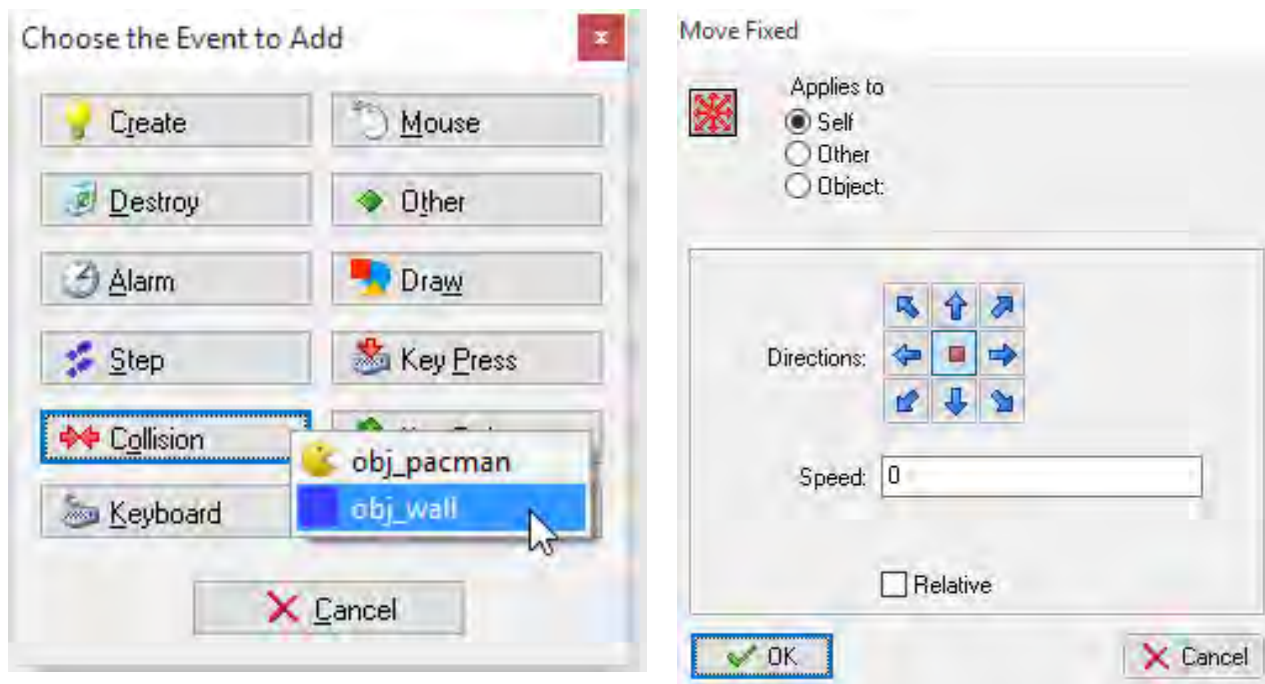 Choose the Event to Add
Create
Mouse
Destroy
Other
Alarm
Draw
Step
Key Press
Collision
obj_pacman
obj_wall
Keyboard
Cancel
Move Fixed
Applies to
Self
Other
Object:
Directions:
Speed: 0
Relative
OK
Cancel